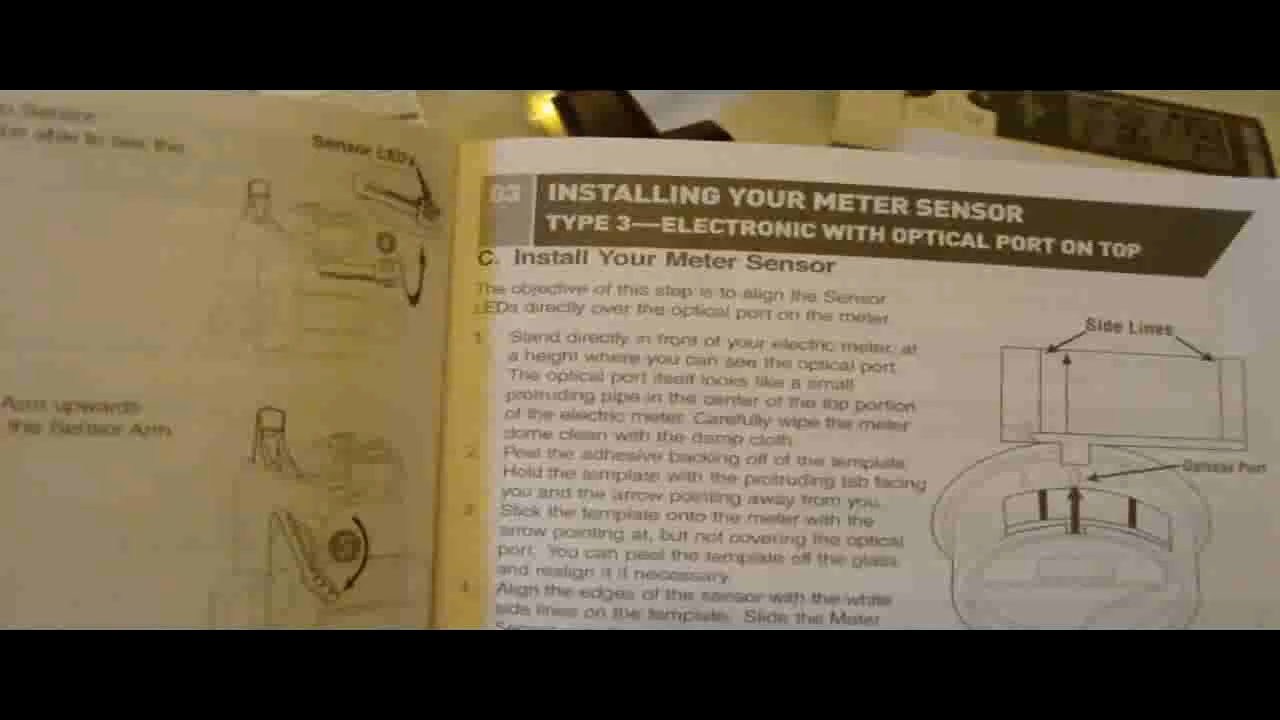 Sensor
able to see the
Sensor LEDs
Arm upwards
the Sensor Arm
03
INSTALLING YOUR METER SENSOR
TYPE 3—ELECTRONIC WITH OPTICAL PORT ON TOP
C. Install Your Meter Sensor
The objective of this step is to align the Sensor
LEDs directly over the optical port on the meter.
1. Stand directly in front of your electric meter, at
a height where you can see the optical port.
The optical port itself looks like a small
protruding pipe in the center of the top portion
of the electric meter. Carefully wipe the meter
dome clean with the damp cloth.
2. Peel the adhesive backing off of the template.
Hold the template with the protruding tab facing
you and the arrow pointing away from you.
3. Stick the template onto the meter with the
arrow pointing at, but not covering the optical
port. You can peel the template off the glass
and realign it if necessary.
4. Align the edges of the sensor with the white
side lines on the template. Slide the Meter
Side Lines
Optical Port